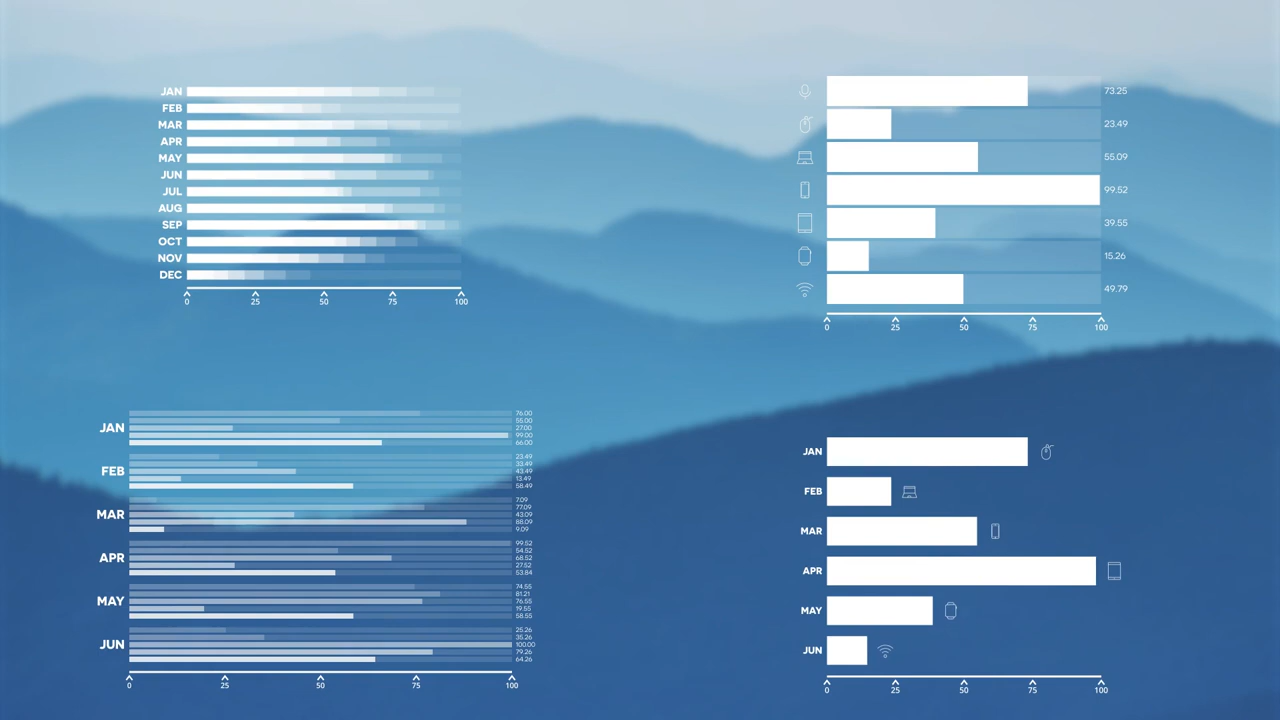 JAN
FEB
MAR
APR
MAY
JUN
JUL
AUG
SEP
OCT
NOV
DEC
0 25 50 75 100
73.25
23.49
55.09
99.52
39.55
15.26
49.79
0 25 50 75 100
JAN
76.00
55.00
27.00
99.00
66.00
FEB
23.49
33.49
43.49
13.49
58.49
MAR
7.09
77.09
43.09
88.09
9.09
APR
99.52
54.52
68.52
27.52
53.84
MAY
74.55
81.21
76.55
19.55
58.55
JUN
25.26
35.26
100.00
79.26
64.26
0 25 50 75 100
JAN
FEB
MAR
APR
MAY
JUN
0 25 50 75 100